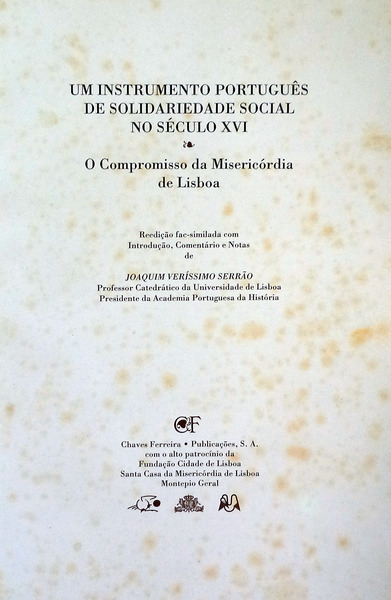 UM INSTRUMENTO PORTUGUÊS
DE SOLIDARIEDADE SOCIAL
NO SÉCULO XVI
O Compromisso da Misericórdia
de Lisboa
Reedição fac-similada com
Introdução, Comentário e Notas
de
JOAQUIM VERÍSSIMO SERRÃO
Professor Catedrático da Universidade de Lisboa
Presidente da Academia Portuguesa da História
CF
Chaves Ferreira • Publicações, S. A.
com o alto patrocínio da
Fundação Cidade de Lisboa
Santa Casa da Misericórdia de Lisboa
Montepio Geral